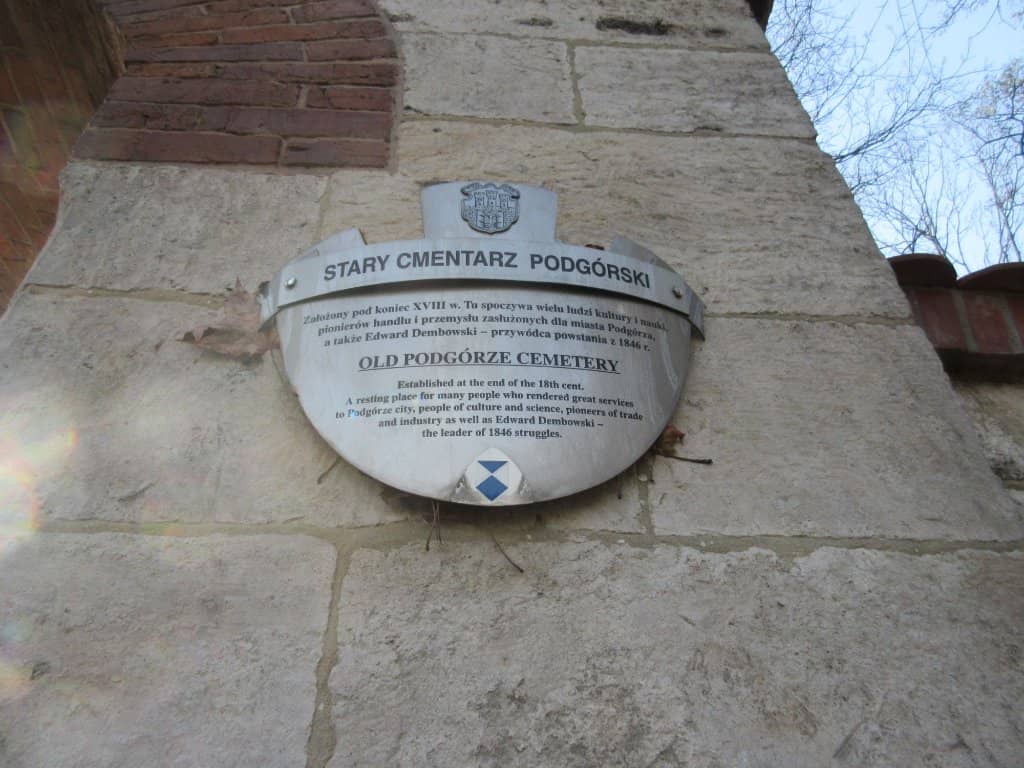 STARY CMENTARZ PODGÓRSKI
Założony pod koniec XVIII w. Tu spoczywa wielu ludzi kultury i nauki,
pionierów handlu i przemysłu zasłużonych dla miasta Podgórza,
a także Edward Dembowski – przywódca powstania z 1846 r.
OLD PODGÓRZE CEMETERY
Established at the end of the 18th cent.
A resting place for many people who rendered great services
to Podgórze city, people of culture and science, pioneers of trade
and industry as well as Edward Dembowski –
the leader of 1846 struggles.